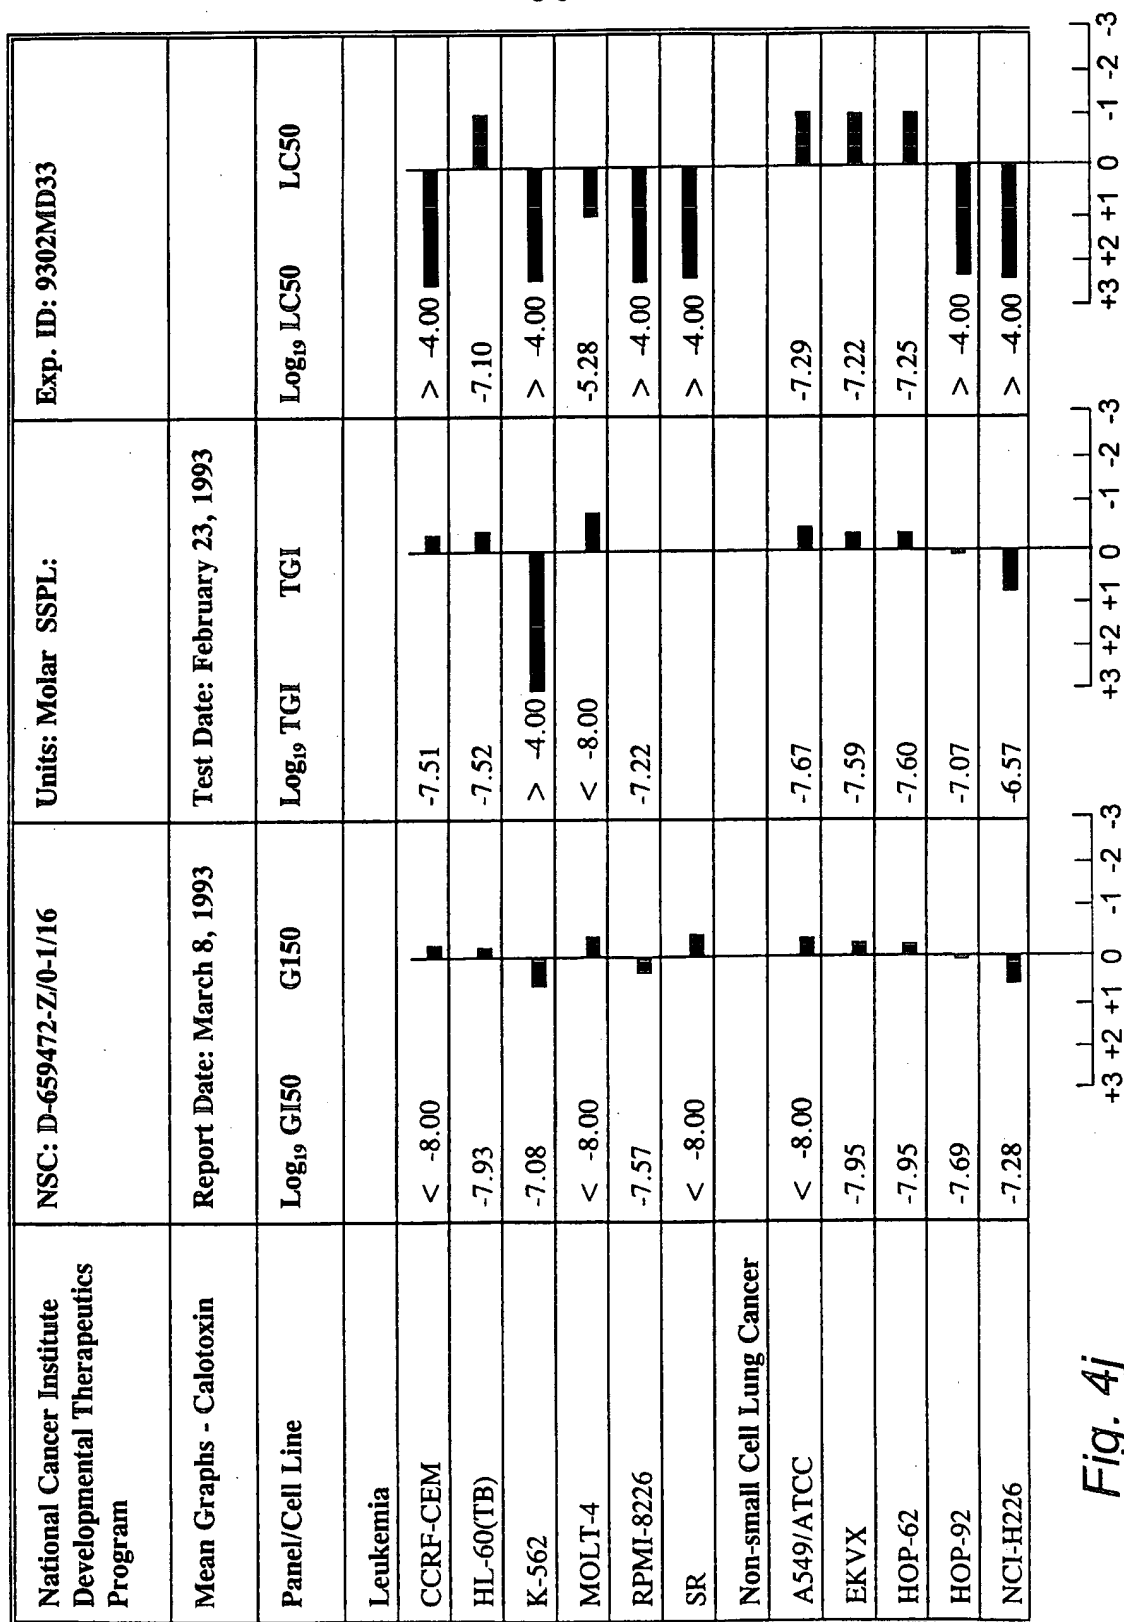 National Cancer Institute Developmental Therapeutics Program NSC: D-659472-Z/0-1/16 Units: Molar SSPL: Exp. ID: 9302MD33
Mean Graphs - Calotoxin Report Date: March 8, 1993 Test Date: February 23, 1993
Panel/Cell Line Log19 GI50 G150 Log19 TGI TGI Log19 LC50 LC50
Leukemia
CCRF-CEM < -8.00 -7.51 > -4.00
HL-60(TB) -7.93 -7.52 -7.10
K-562 -7.08 > -4.00 > -4.00
MOLT-4 < -8.00 < -8.00 -5.28
RPMI-8226 -7.57 -7.22 > -4.00
SR < -8.00 > -4.00
Non-small Cell Lung Cancer
A549/ATCC < -8.00 -7.67 -7.29
EKVX -7.95 -7.59 -7.22
HOP-62 -7.95 -7.60 -7.25
HOP-92 -7.69 -7.07 > -4.00
NCI-H226 -7.28 -6.57 > -4.00
+3 +2 +1 0 -1 -2 -3 +3 +2 +1 0 -1 -2 -3 +3 +2 +1 0 -1 -2 -3
Fig. 4j